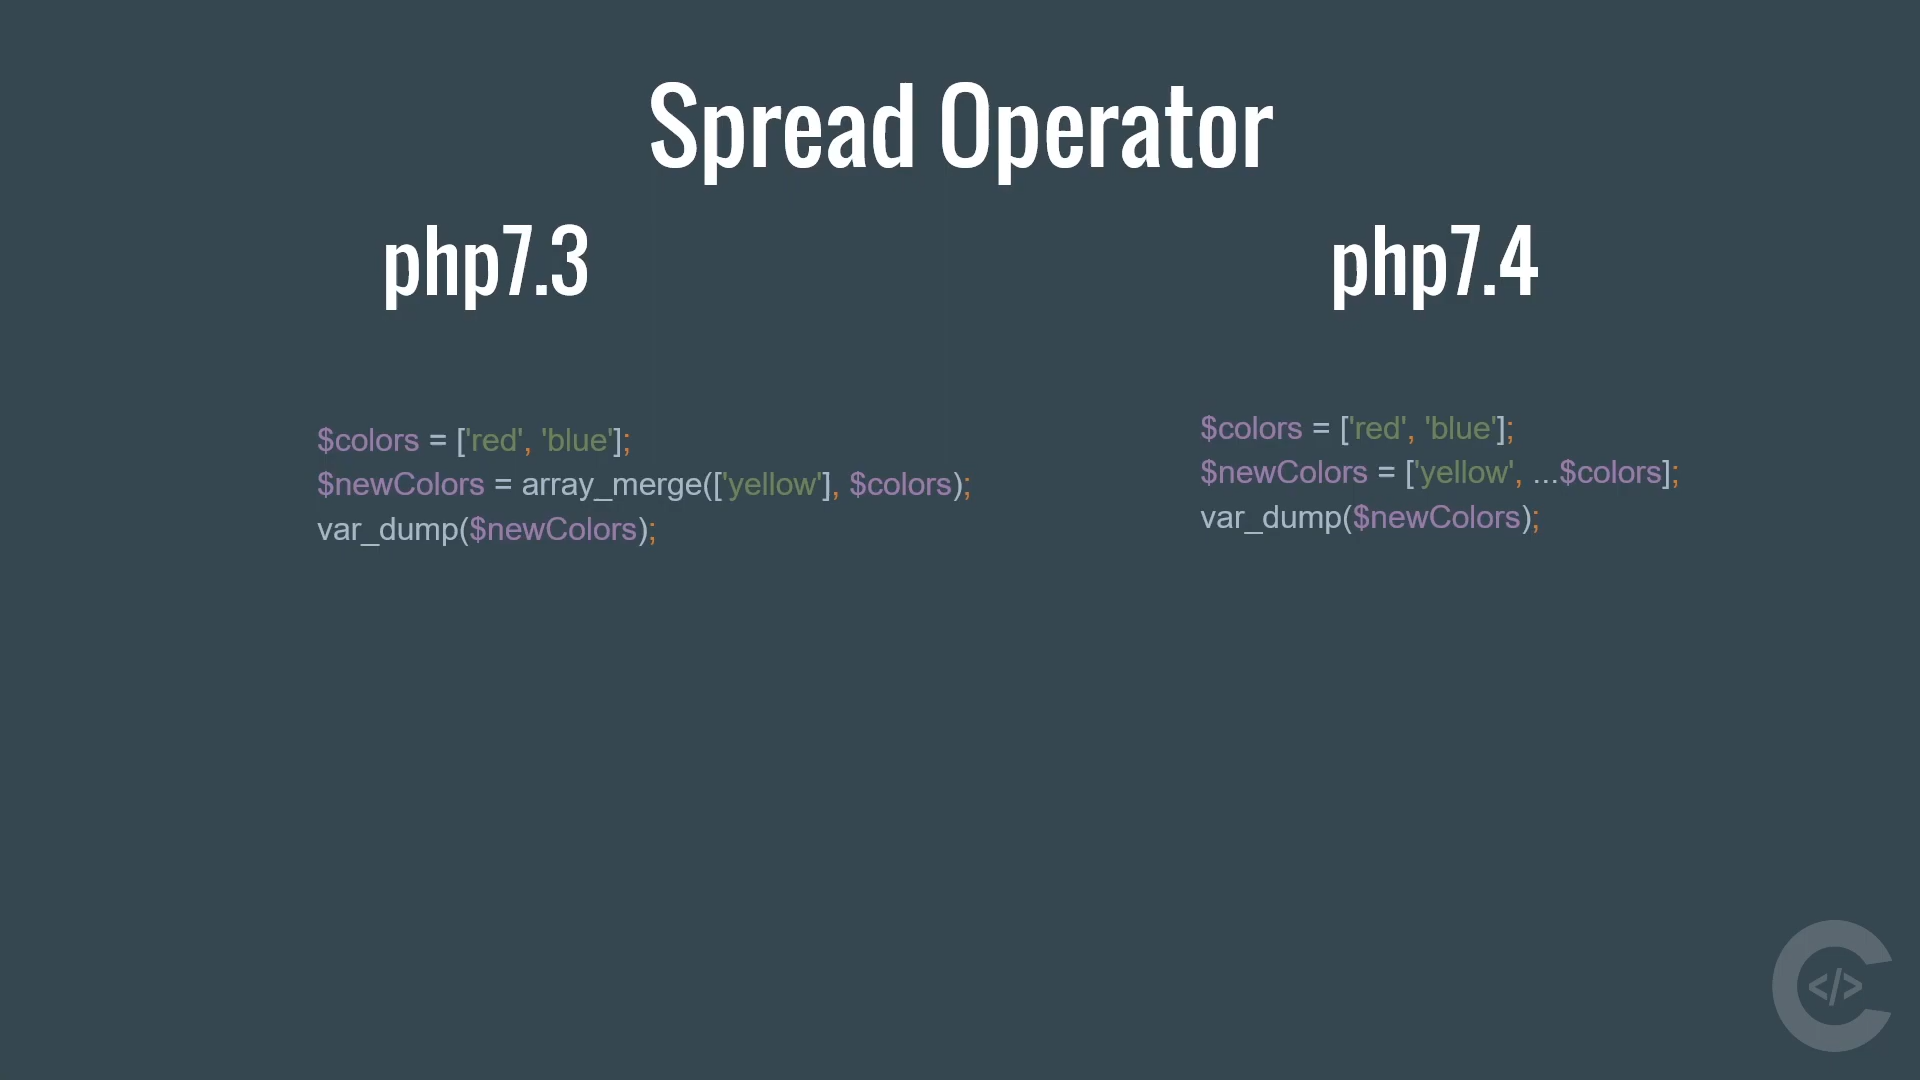 Spread Operator
php7.3
$colors = ['red', 'blue'];
$newColors = array_merge(['yellow'], $colors);
var_dump($newColors);
php7.4
$colors = ['red', 'blue'];
$newColors = ['yellow', ...$colors];
var_dump($newColors);
</>